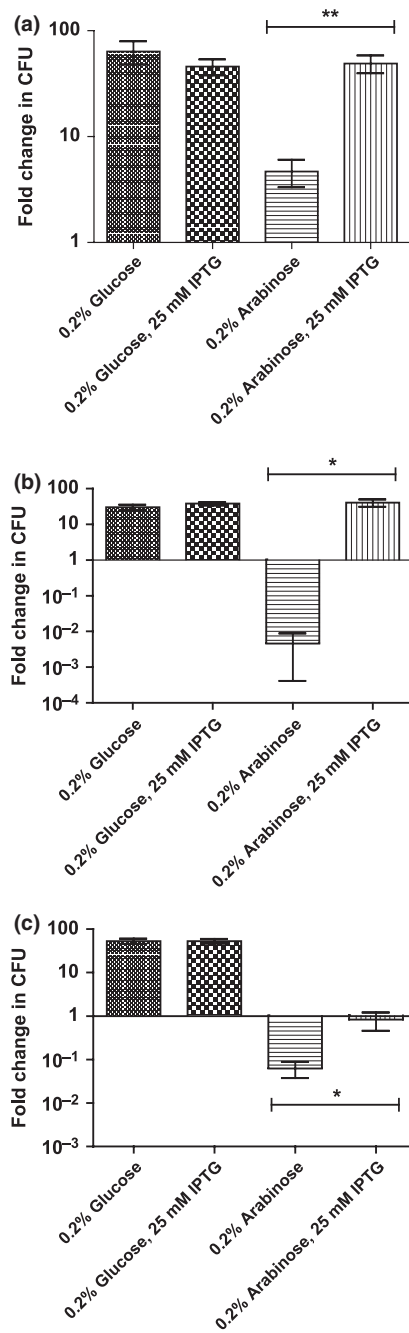 (a)
Fold change in CFU
100
10
1
**
0.2% Glucose
0.2% Glucose, 25 mM IPTG
0.2% Arabinose
0.2% Arabinose, 25 mM IPTG
(b)
Fold change in CFU
100
10
1
10⁻¹
10⁻²
10⁻³
10⁻⁴
*
0.2% Glucose
0.2% Glucose, 25 mM IPTG
0.2% Arabinose
0.2% Arabinose, 25 mM IPTG
(c)
Fold change in CFU
100
10
1
10⁻¹
10⁻²
10⁻³
*
0.2% Glucose
0.2% Glucose, 25 mM IPTG
0.2% Arabinose
0.2% Arabinose, 25 mM IPTG